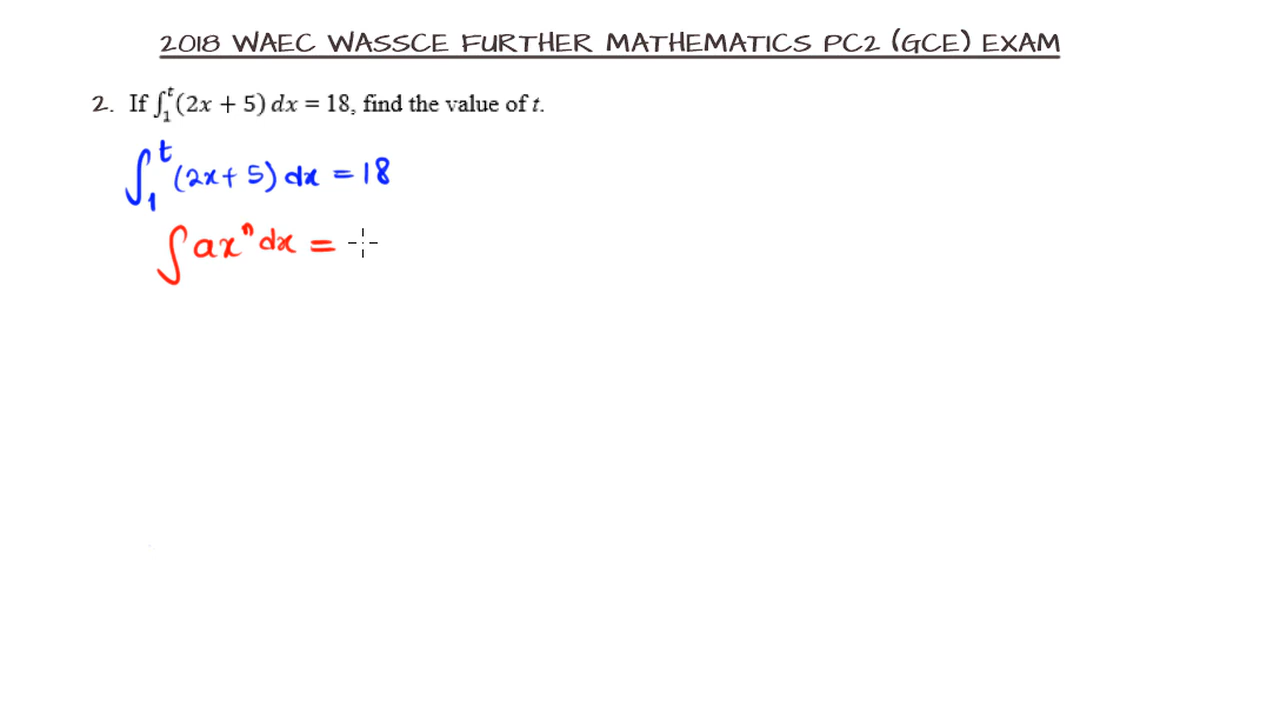 2018 WAEC WASSCE FURTHER MATHEMATICS PC2 (GCE) EXAM
2. If ∫₁ᵗ(2x + 5) dx = 18, find the value of t.
∫₁ᵗ (2x+5) dx = 18
∫axⁿdx =